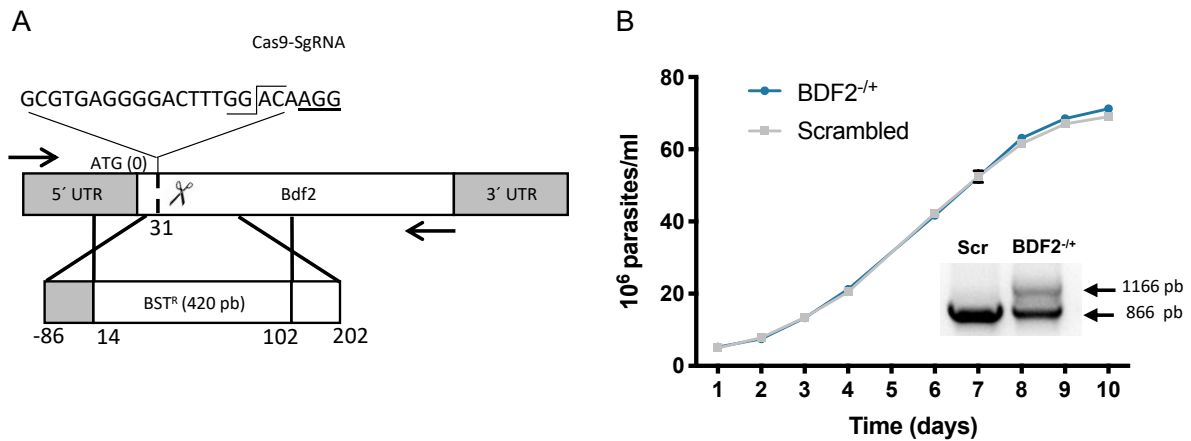 A
Cas9-SgRNA
GCGTGAGGGGACTTTGGACAAGG
ATG (0)
5´ UTR
Bdf2
3´ UTR
31
BSTᴿ (420 pb)
-86
14
102
202
B
BDF2⁻/⁺
Scrambled
80
60
40
20
0
10⁶ parasites/ml
Scr
BDF2⁻/⁺
1166 pb
866 pb
1
2
3
4
5
6
7
8
9
10
Time (days)